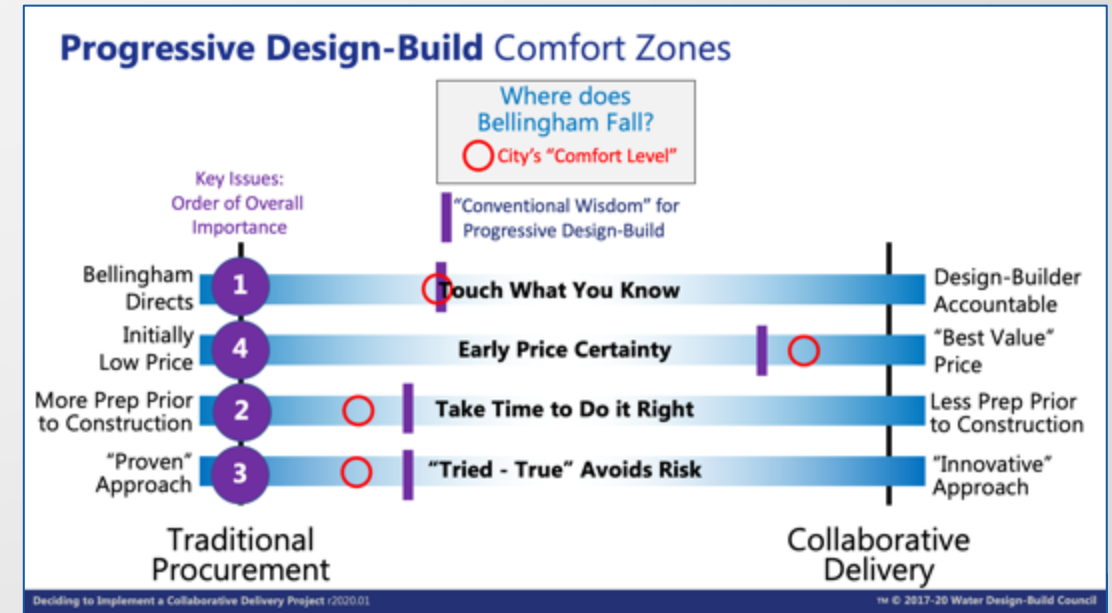 Progressive Design-Build Comfort Zones
Where does
Bellingham Fall?
City's "Comfort Level"
Key Issues:
Order of Overall
Importance
"Conventional Wisdom" for
Progressive Design-Build
Bellingham
Directs
1
Touch What You Know
Design-Builder
Accountable
Initially
Low Price
4
Early Price Certainty
"Best Value"
Price
More Prep Prior
to Construction
2
Take Time to Do it Right
Less Prep Prior
to Construction
"Proven"
Approach
3
"Tried - True" Avoids Risk
"Innovative"
Approach
Traditional
Procurement
Collaborative
Delivery
Deciding to Implement a Collaborative Delivery Project r2020.01
™ © 2017-20 Water Design-Build Council